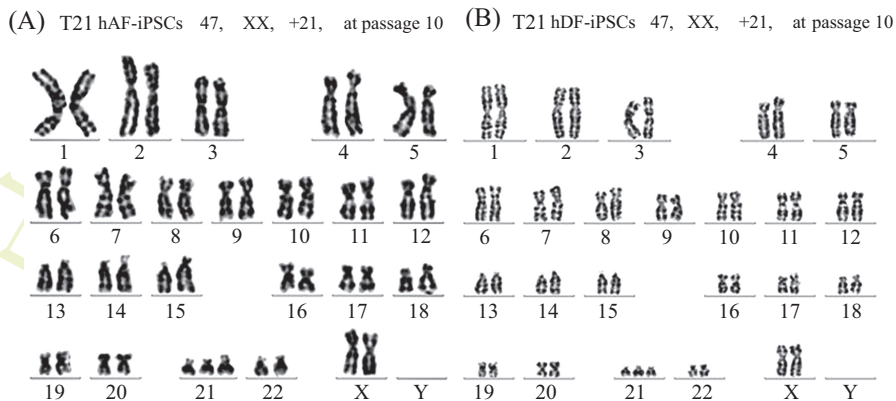 (A) T21 hAF-iPSCs 47, XX, +21, at passage 10
1 2 3 4 5
6 7 8 9 10 11 12
13 14 15 16 17 18
19 20 21 22 X Y
(B) T21 hDF-iPSCs 47, XX, +21, at passage 10
1 2 3 4 5
6 7 8 9 10 11 12
13 14 15 16 17 18
19 20 21 22 X Y